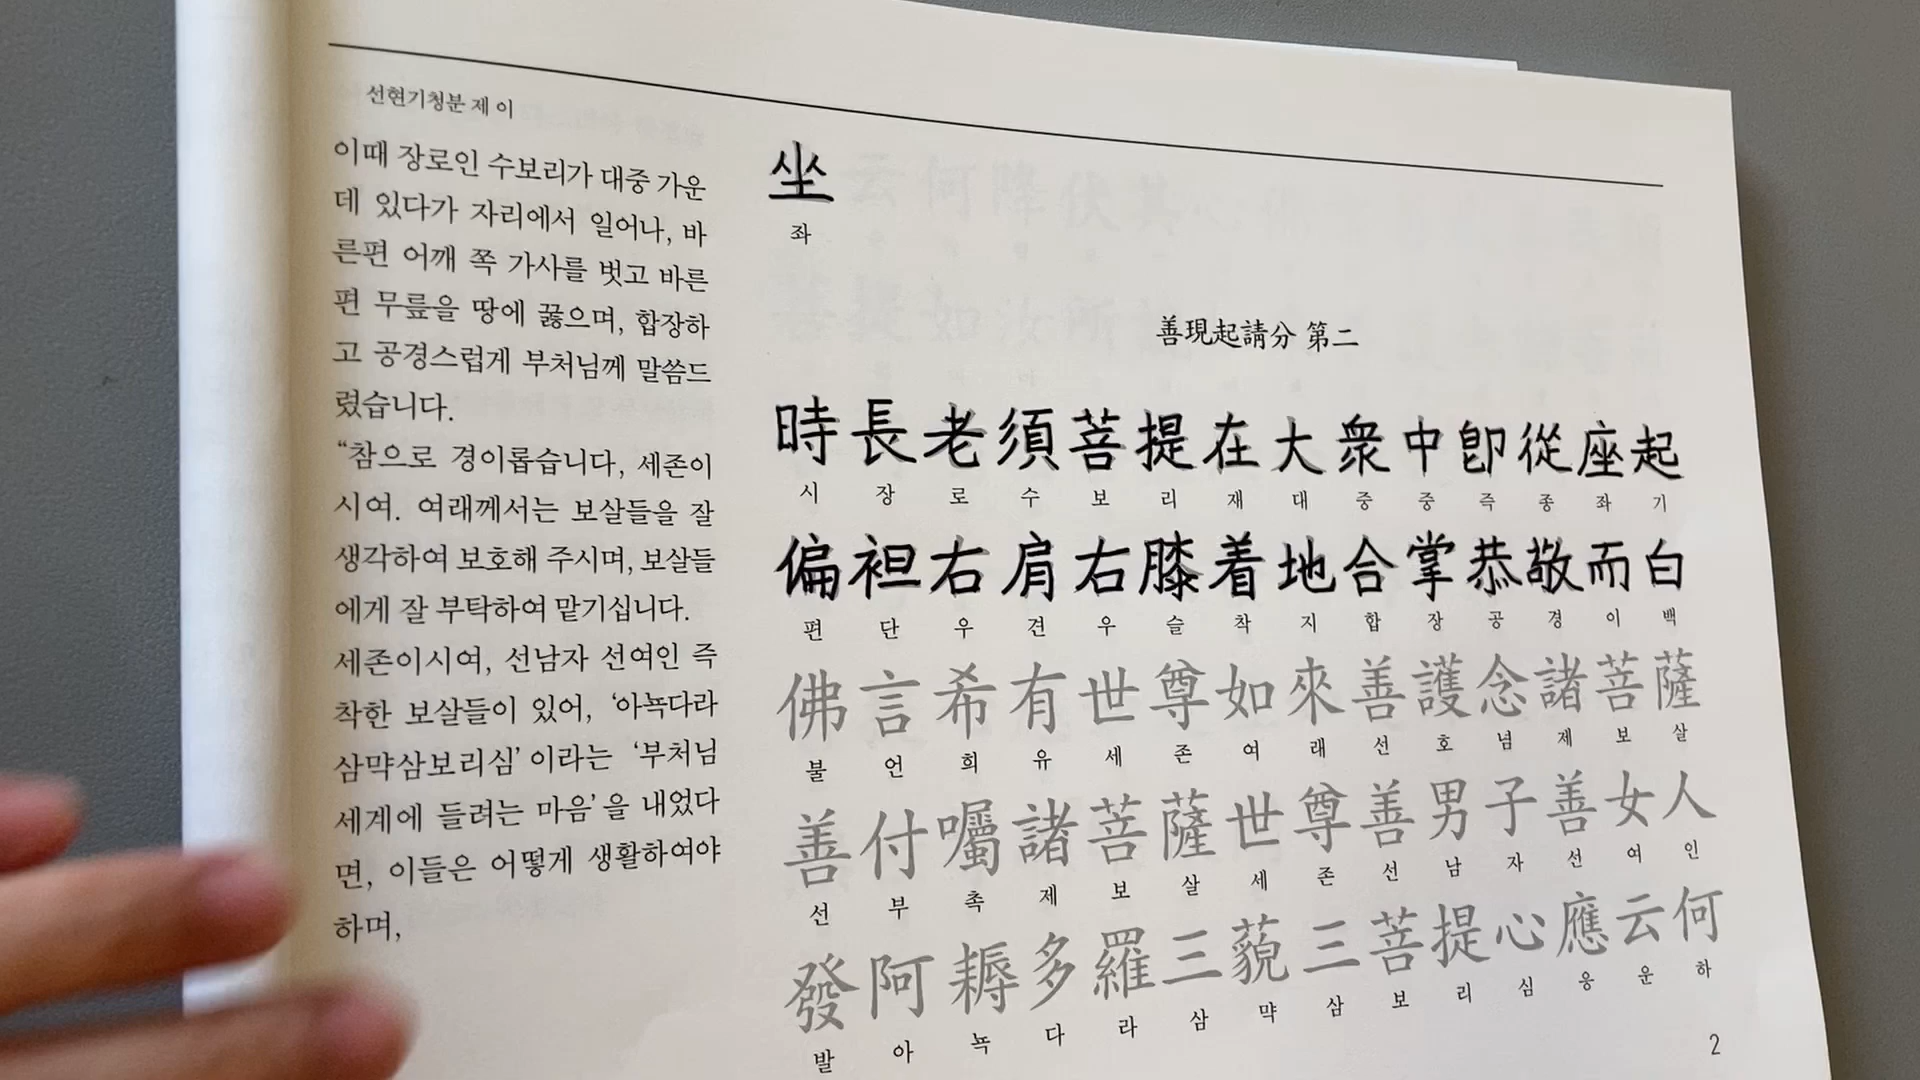 선현기청분 제 이
이때 장로인 수보리가 대중 가운
데 있다가 자리에서 일어나, 바
른편 어깨 쪽 가사를 벗고 바른
편 무릎을 땅에 꿇으며, 합장하
고 공경스럽게 부처님께 말씀드
렸습니다.
“참으로 경이롭습니다, 세존이
시여. 여래께서는 보살들을 잘
생각하여 보호해 주시며, 보살들
에게 잘 부탁하여 맡기십니다.
세존이시여, 선남자 선여인 즉
착한 보살들이 있어, ‘아뇩다라
삼먁삼보리심’이라는 ‘부처님
세계에 들려는 마음’을 내었다
면, 이들은 어떻게 생활하여야
하며,
坐
좌
善現起請分 第二
時長老須菩提在大衆中卽從座起
시 장 로 수 보 리 재 대 중 중 즉 종 좌 기
偏袒右肩右膝着地合掌恭敬而白
편 단 우 견 우 슬 착 지 합 장 공 경 이 백
佛言希有世尊如來善護念諸菩薩
불 언 희 유 세 존 여 래 선 호 념 제 보 살
善付囑諸菩薩世尊善男子善女人
선 부 촉 제 보 살 세 존 선 남 자 선 여 인
發阿耨多羅三藐三菩提心應云何
발 아 뇩 다 라 삼 먁 삼 보 리 심 응 운 하
2